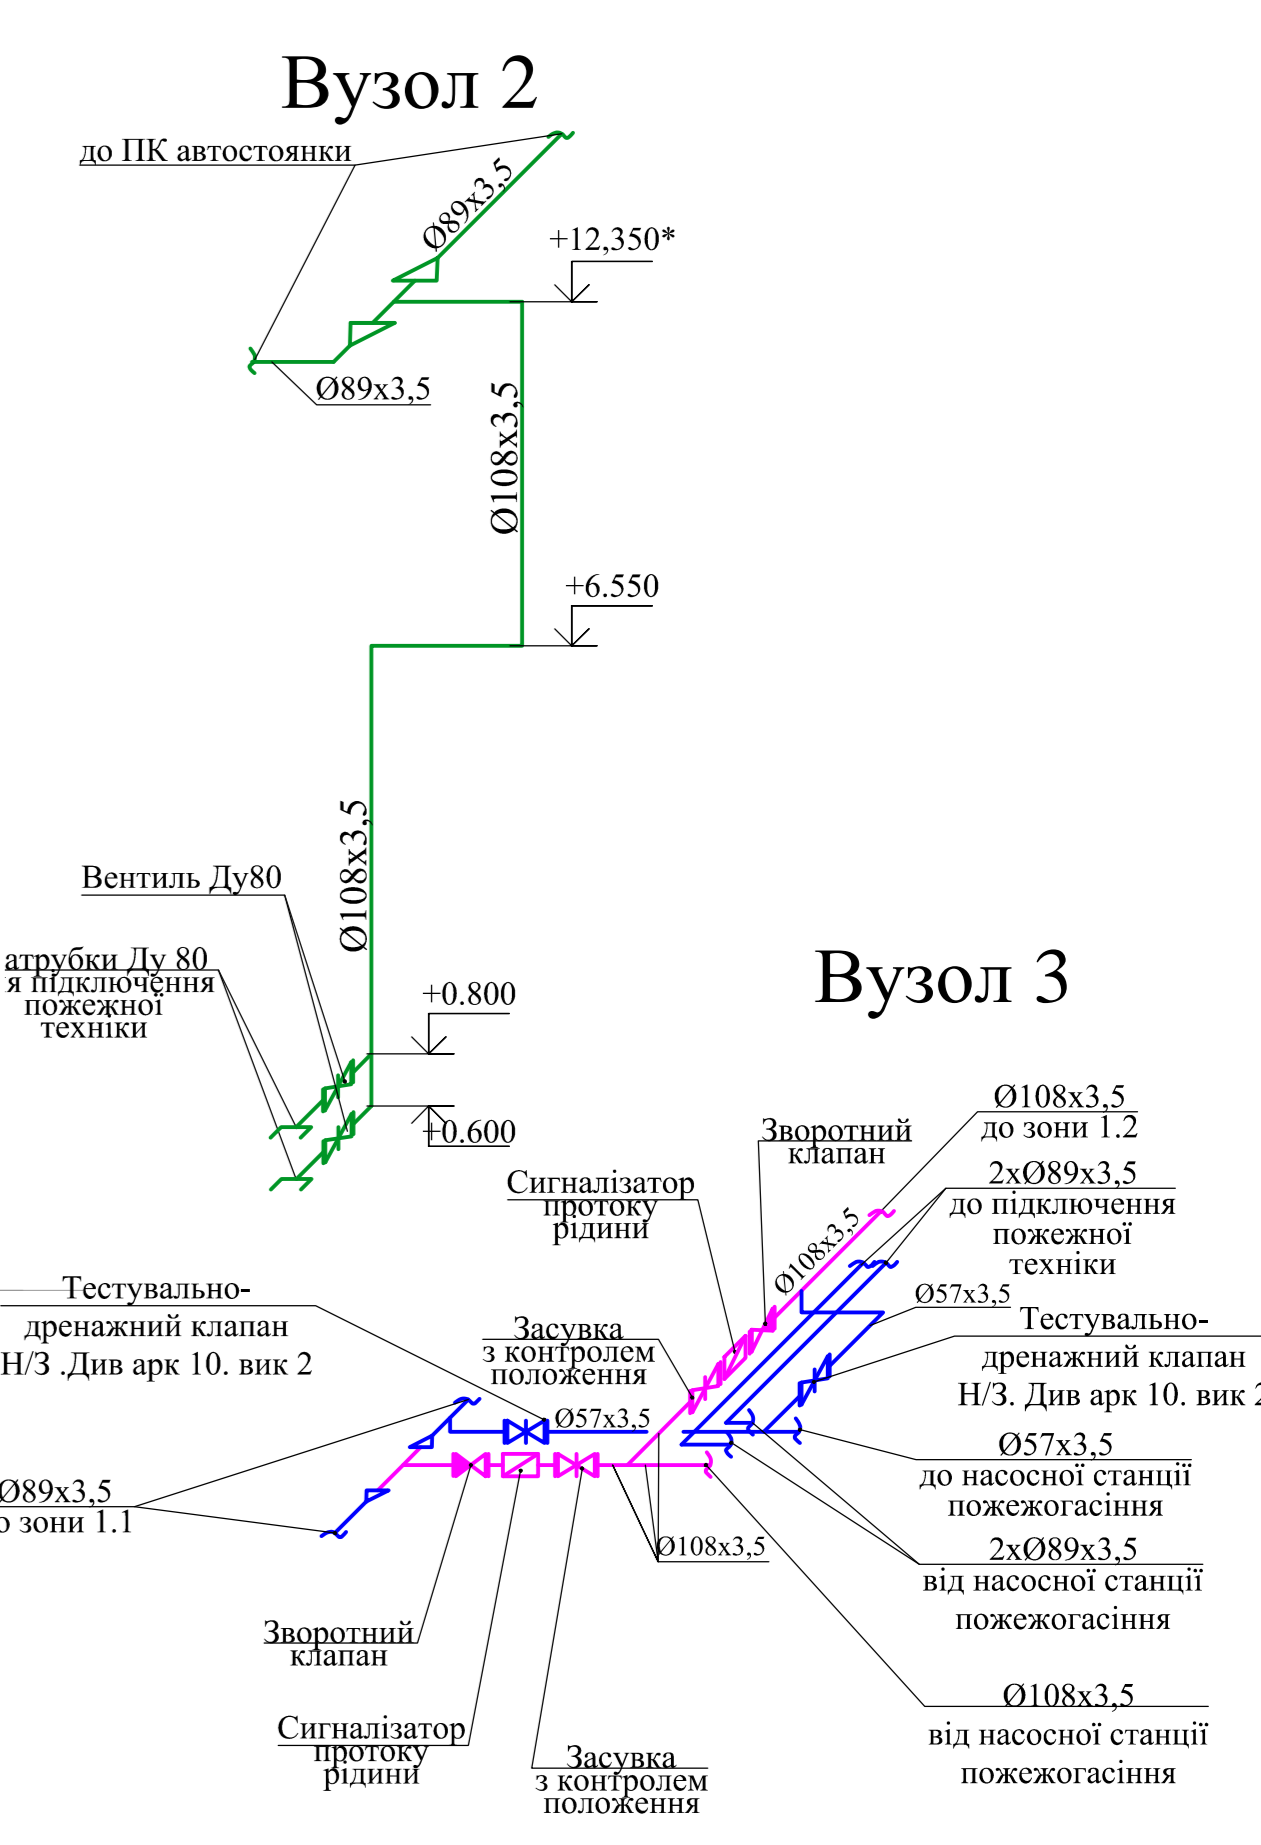 Вузол 2
до ПК автостоянки
Ø89х3,5
+12,350*
Ø89х3,5
Ø108х3,5
+6.550
Ø108х3,5
Вентиль Ду80
атрубки Ду 80
я підключення
пожежної
техніки
+0.800
+0.600
Вузол 3
Ø108х3,5
до зони 1.2
Зворотний
клапан
2хØ89х3,5
до підключення
пожежної
техніки
Сигналізатор
протоку
рідини
Ø108х3,5
Ø57х3,5
Тестувально-
дренажний клапан
Н/З .Див арк 10. вик 2
Засувка
з контролем
положення
Тестувально-
дренажний клапан
Н/З. Див арк 10. вик 2
Ø57х3,5
Ø57х3,5
до насосної станції
пожежогасіння
Ø89х3,5
о зони 1.1
Ø108х3,5
2хØ89х3,5
від насосної станції
пожежогасіння
Зворотний
клапан
Ø108х3,5
від насосної станції
пожежогасіння
Сигналізатор
протоку
рідини
Засувка
з контролем
положення